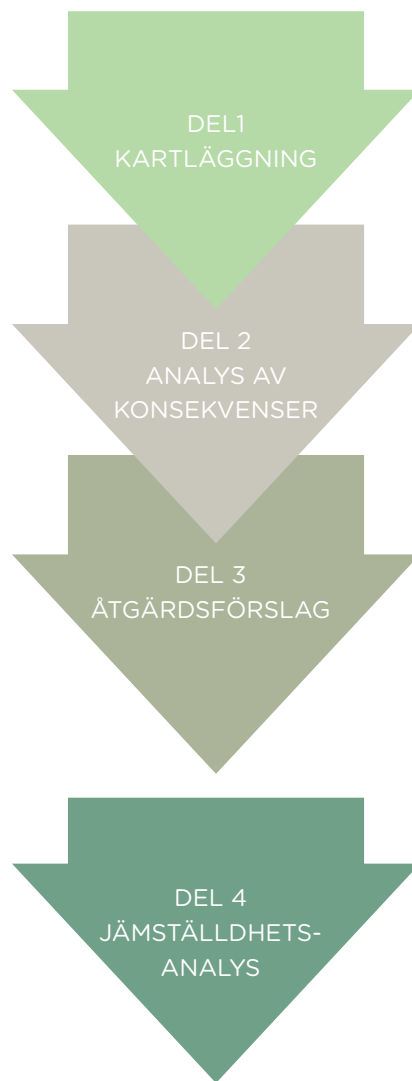 DEL1
KARTLÄGGNING
DEL 2
ANALYS AV
KONSEKVENSER
DEL 3
ÅTGÄRDSFÖRSLAG
DEL 4
JÄMSTÄLLDHETS-
ANALYS